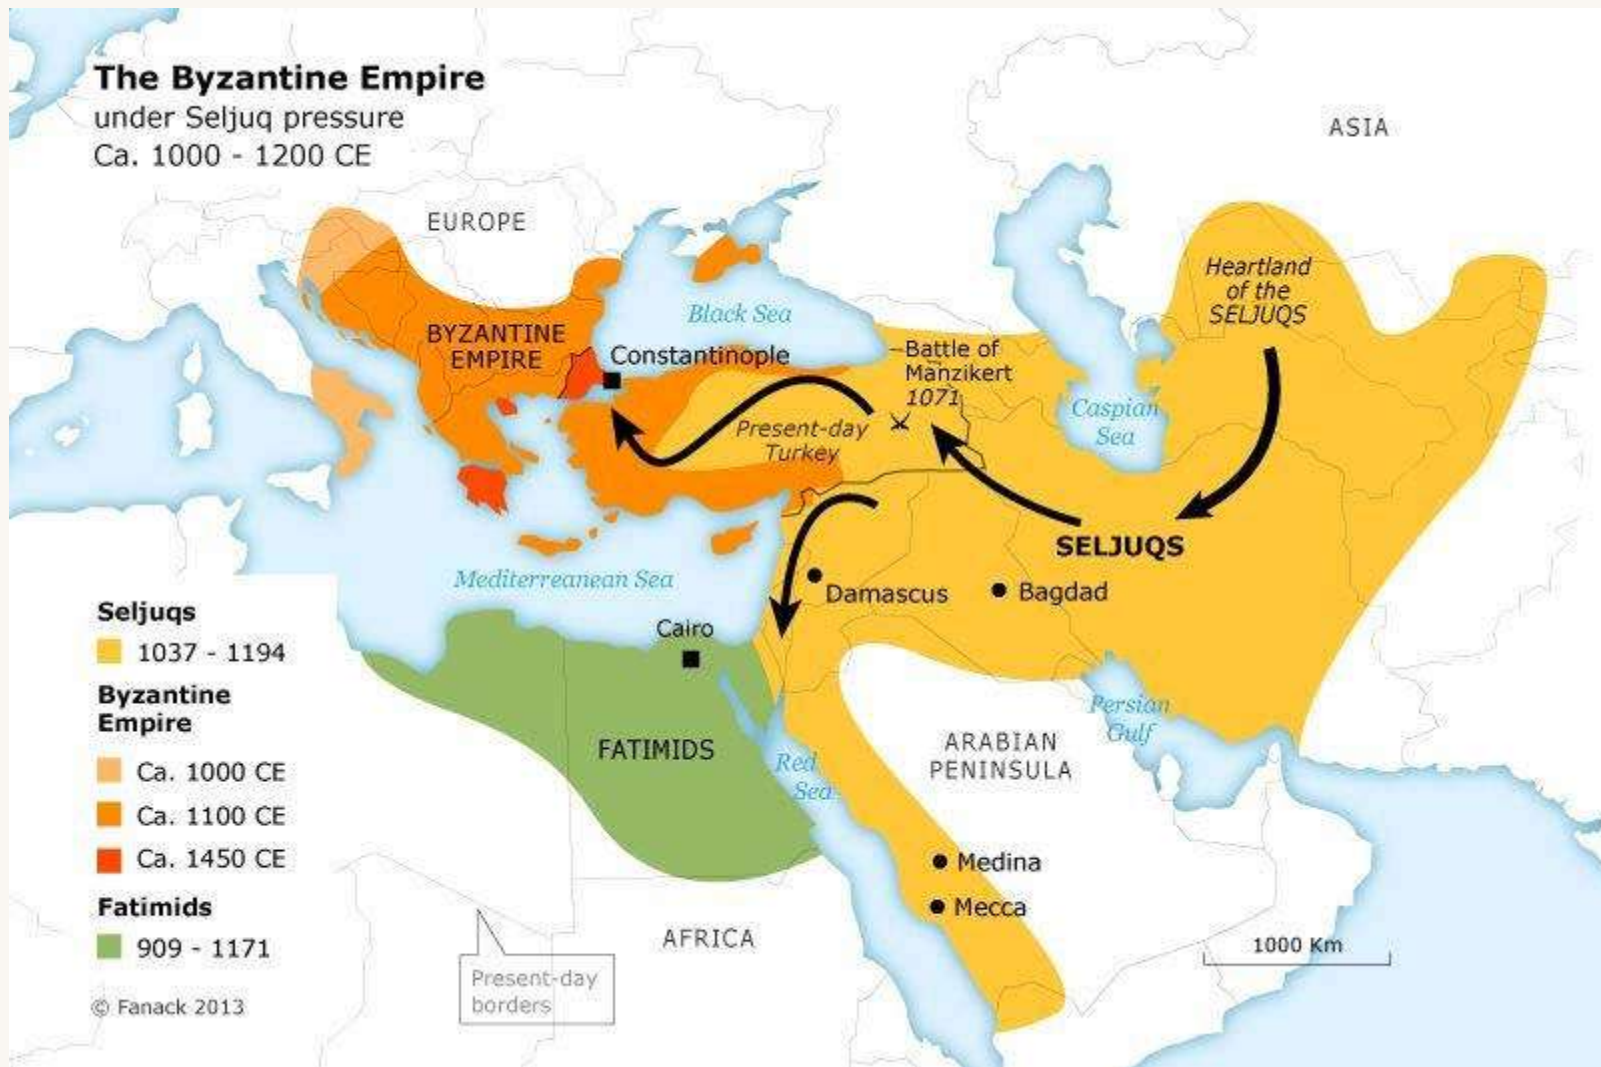 The Byzantine Empire
under Seljuq pressure
Ca. 1000 - 1200 CE
ASIA
EUROPE
Heartland
of the
SELJUQS
Black Sea
BYZANTINE
EMPIRE
Constantinople
Battle of
Manzikert
1071
Caspian
Sea
Present-day
Turkey
SELJUQS
Mediterreanean Sea
Damascus
Bagdad
Cairo
Seljuqs
1037 - 1194
Byzantine
Empire
Ca. 1000 CE
Ca. 1100 CE
Ca. 1450 CE
Fatimids
909 - 1171
© Fanack 2013
FATIMIDS
Red
Sea
Persian
Gulf
ARABIAN
PENINSULA
Medina
Mecca
AFRICA
1000 Km
Present-day
borders